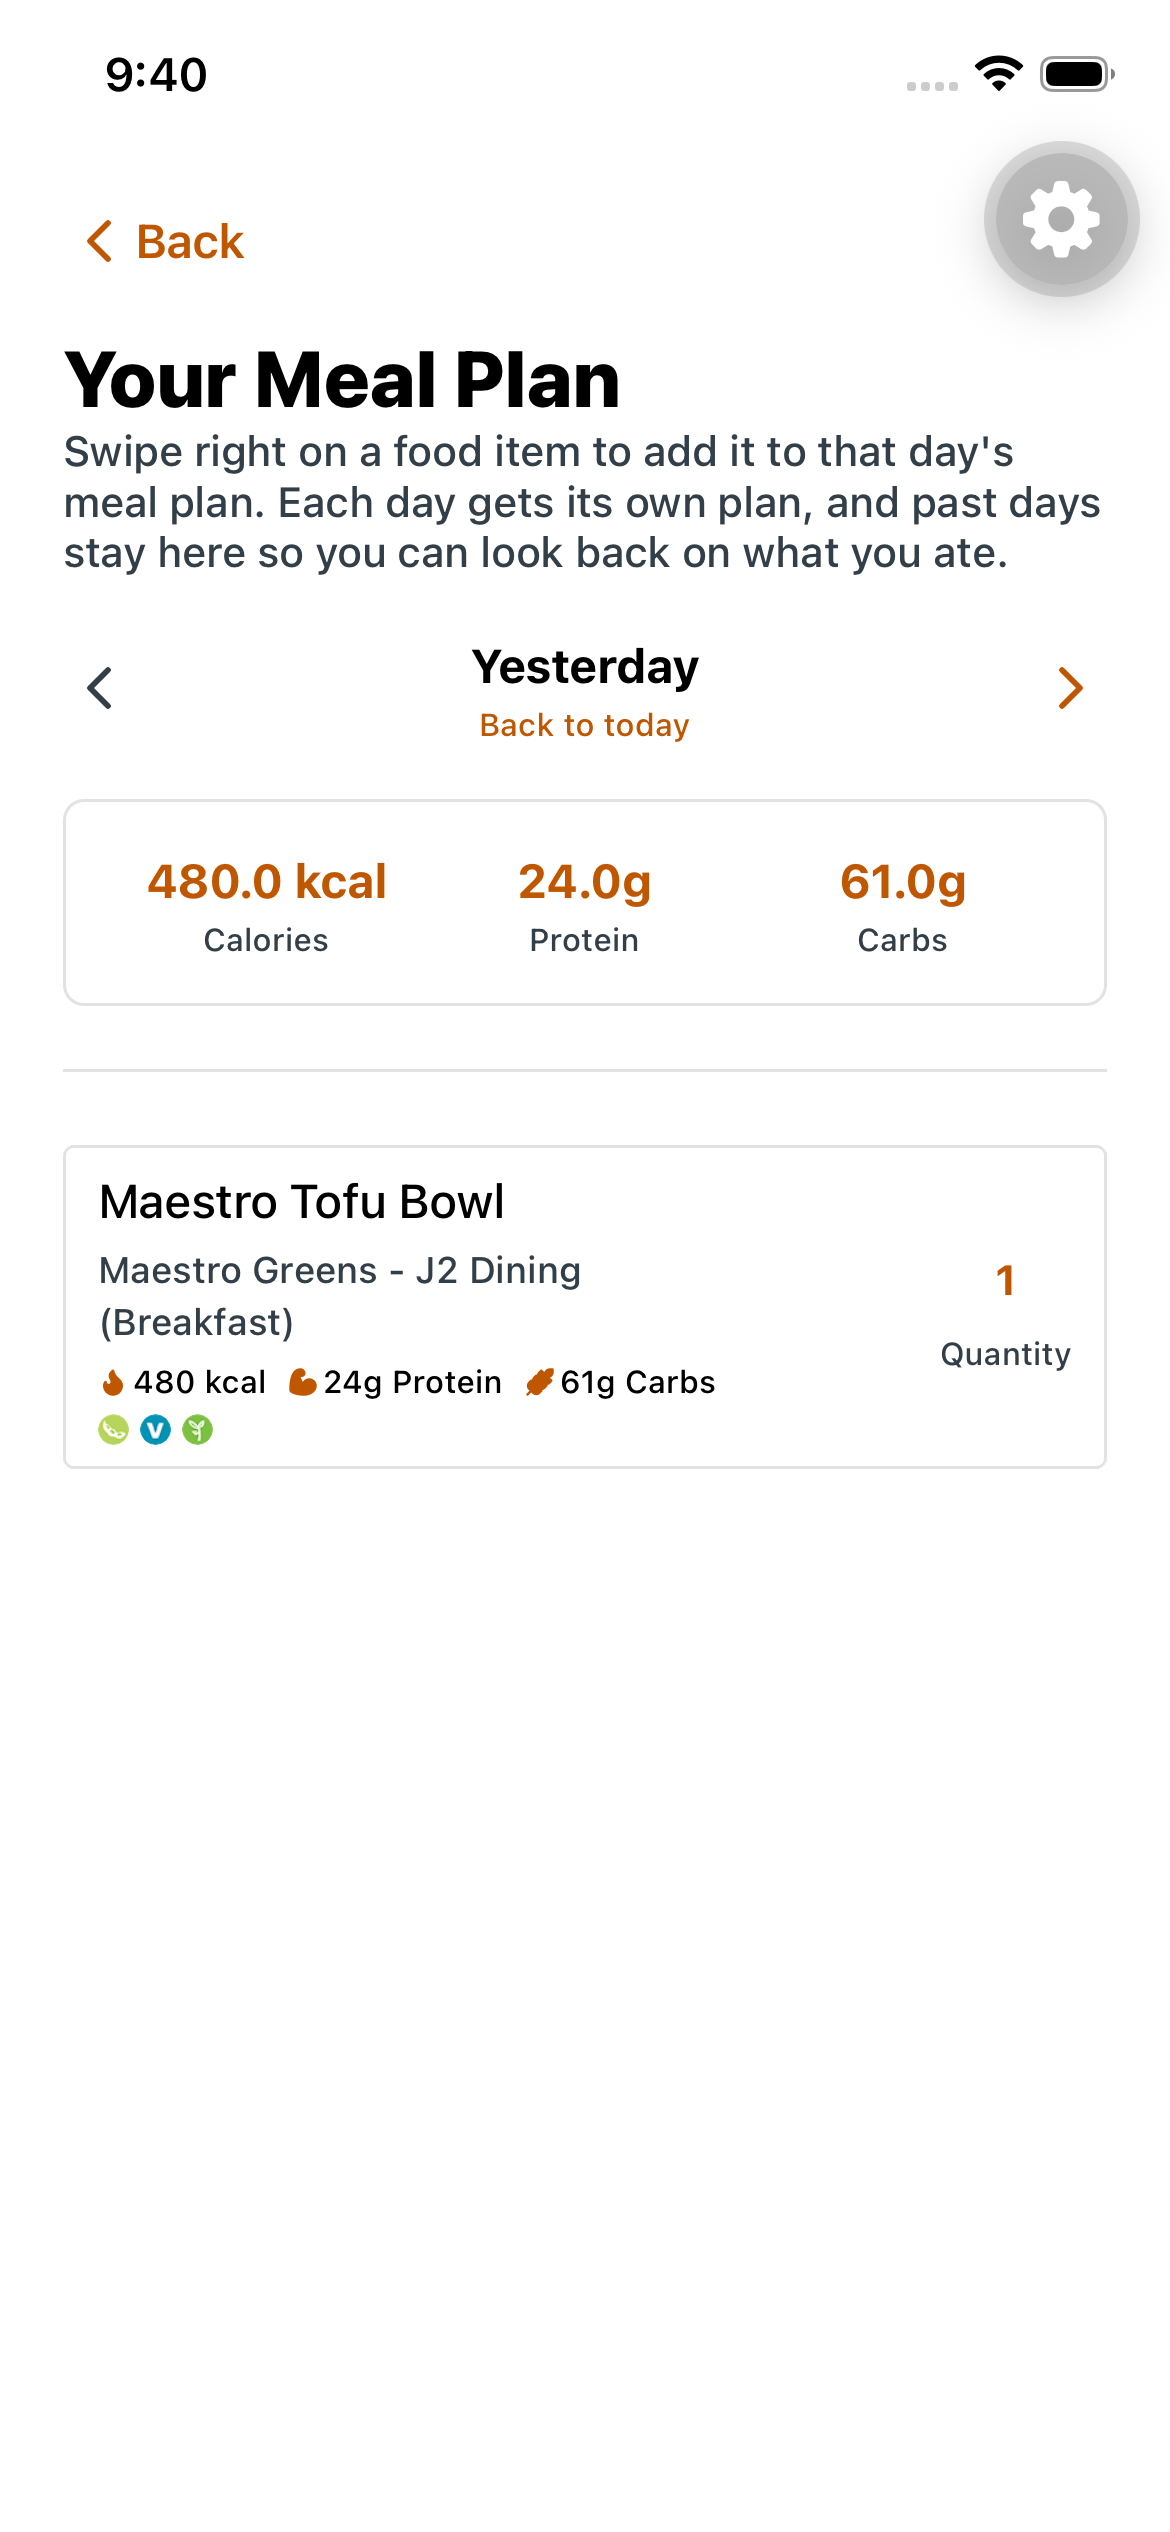 9:40
Back
Your Meal Plan
Swipe right on a food item to add it to that day's
meal plan. Each day gets its own plan, and past days
stay here so you can look back on what you ate.
Yesterday
Back to today
480.0 kcal 24.0g 61.0g
Calories Protein Carbs
Maestro Tofu Bowl
Maestro Greens - J2 Dining
(Breakfast)
1
Quantity
480 kcal 24g Protein 61g Carbs
V